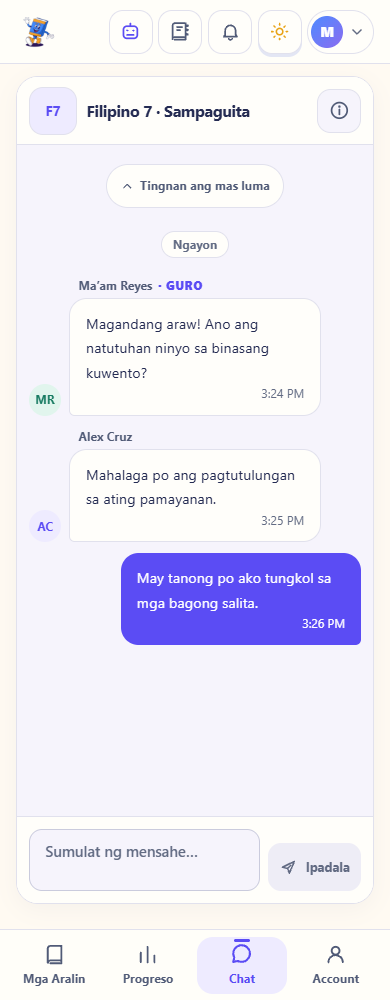 M
F7
Filipino 7 · Sampaguita
Tingnan ang mas luma
Ngayon
Ma'am Reyes · GURO
Magandang araw! Ano ang
natutuhan ninyo sa binasang
kuwento?
3:24 PM
MR
Alex Cruz
Mahalaga po ang pagtutulungan
sa ating pamayanan.
3:25 PM
AC
May tanong po ako tungkol sa
mga bagong salita.
3:26 PM
Sumulat ng mensahe...
Ipadala
Mga Aralin
Progreso
Chat
Account